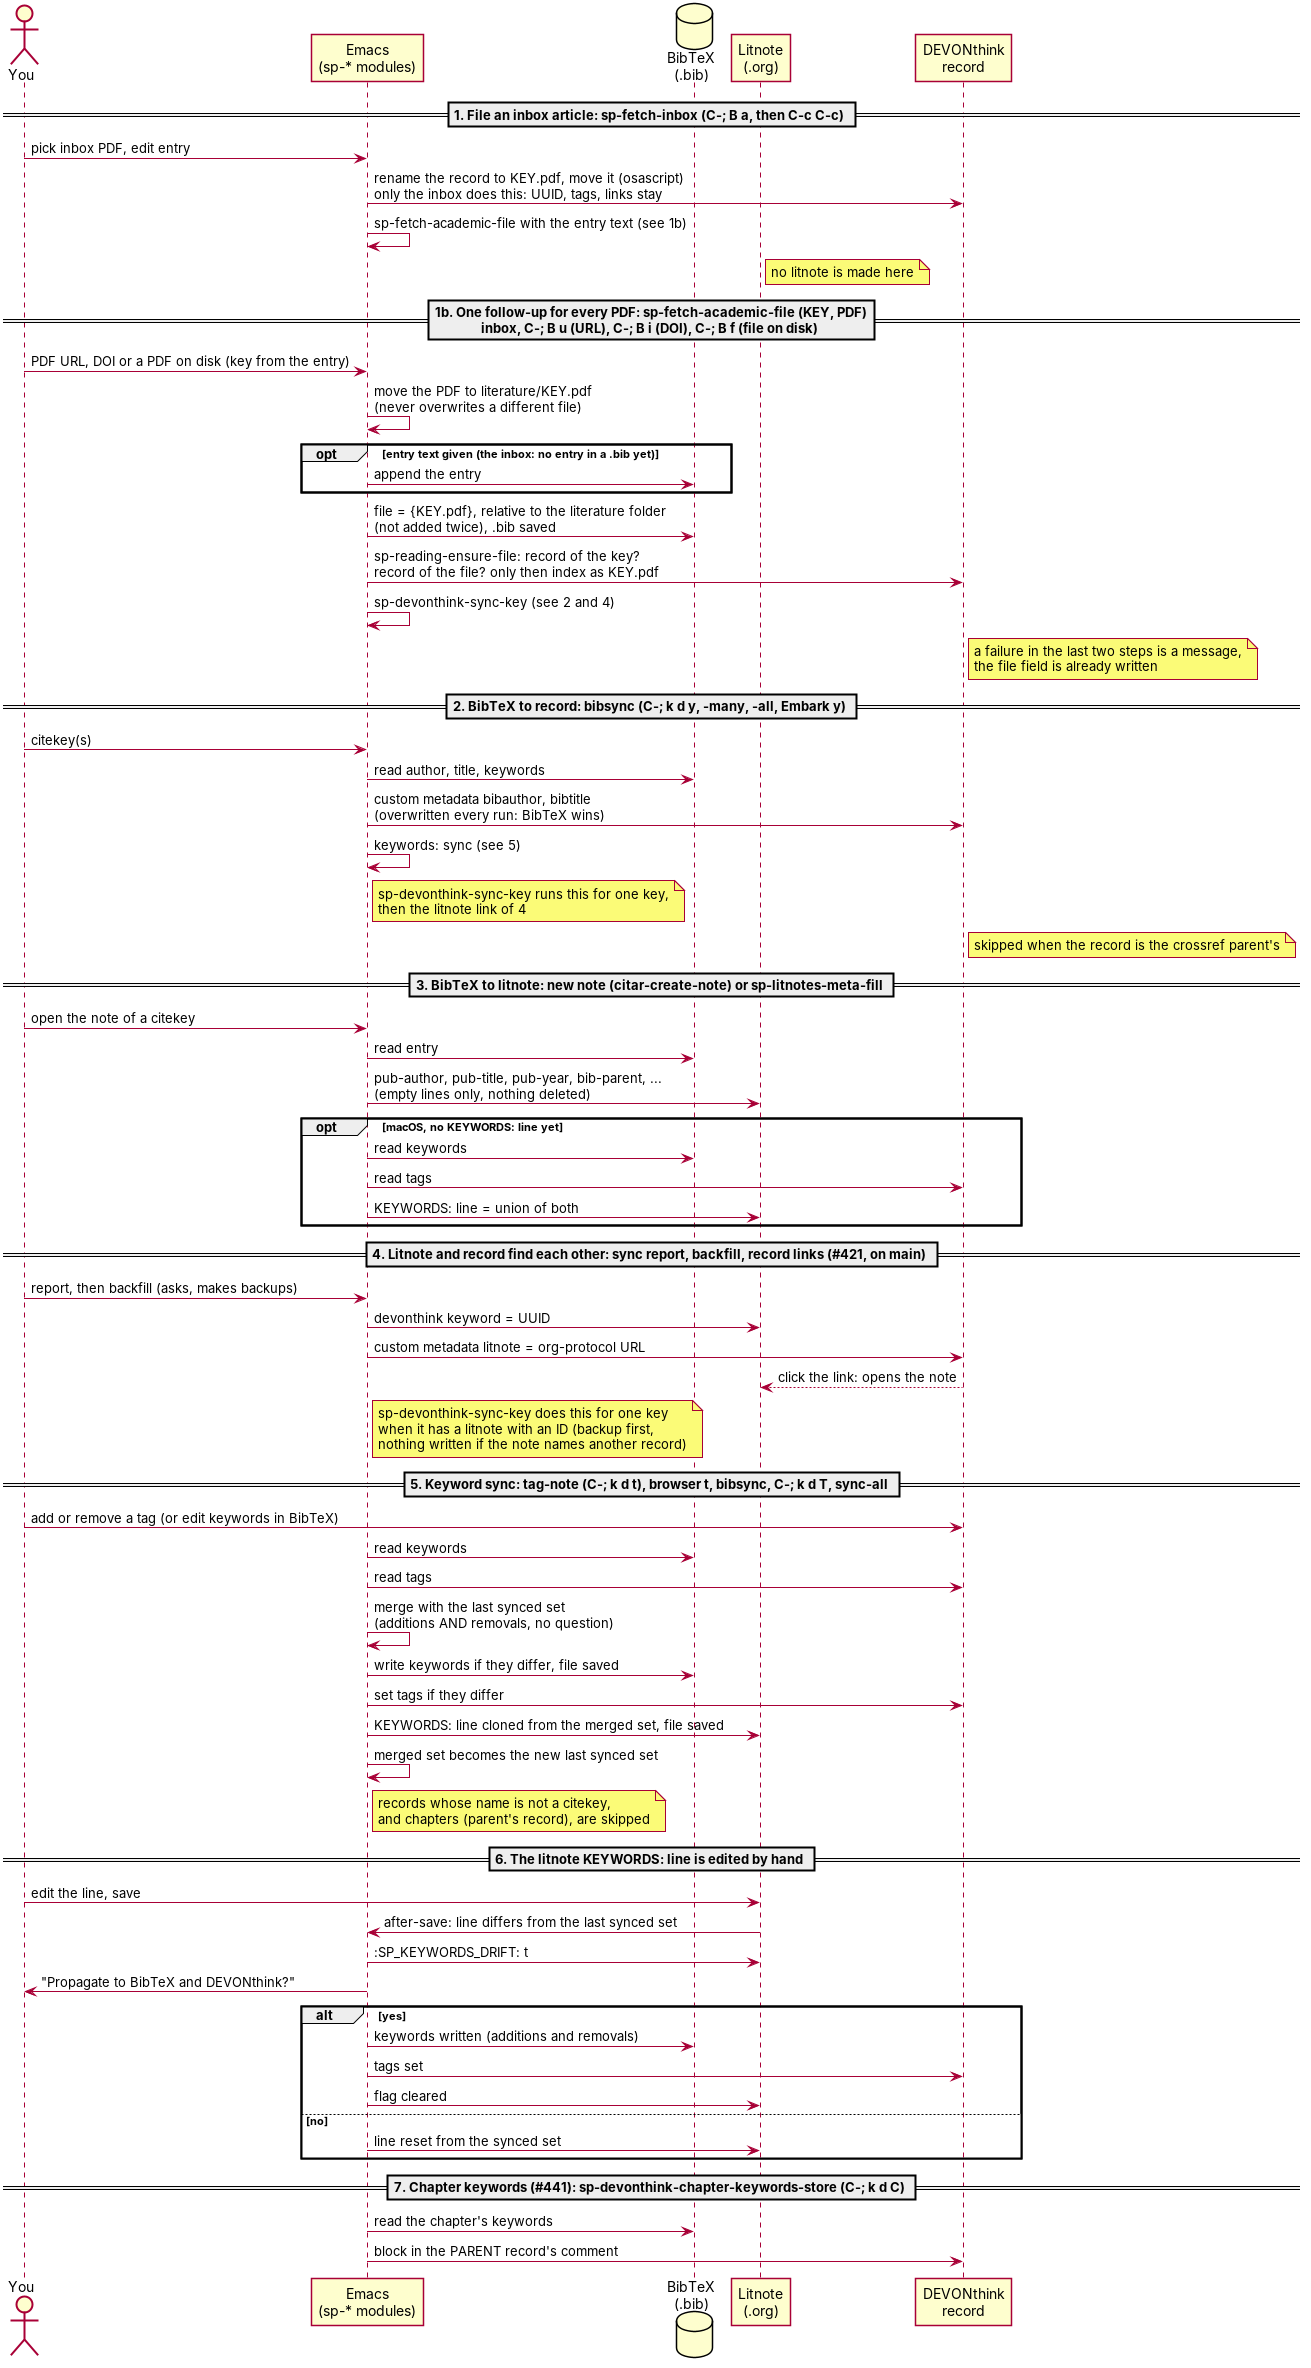 You
Emacs
(sp-* modules)
BibTeX
(.bib)
Litnote
(.org)
DEVONthink
record
1. File an inbox article: sp-fetch-inbox (C-; B a, then C-c C-c)
pick inbox PDF, edit entry
rename the record to KEY.pdf, move it (osascript)
only the inbox does this: UUID, tags, links stay
sp-fetch-academic-file with the entry text (see 1b)
no litnote is made here
1b. One follow-up for every PDF: sp-fetch-academic-file (KEY, PDF)
inbox, C-; B u (URL), C-; B i (DOI), C-; B f (file on disk)
PDF URL, DOI or a PDF on disk (key from the entry)
move the PDF to literature/KEY.pdf
(never overwrites a different file)
opt
[entry text given (the inbox: no entry in a .bib yet)]
append the entry
file = {KEY.pdf}, relative to the literature folder
(not added twice), .bib saved
sp-reading-ensure-file: record of the key?
record of the file? only then index as KEY.pdf
sp-devonthink-sync-key (see 2 and 4)
a failure in the last two steps is a message,
the file field is already written
2. BibTeX to record: bibsync (C-; k d y, -many, -all, Embark y)
citekey(s)
read author, title, keywords
custom metadata bibauthor, bibtitle
(overwritten every run: BibTeX wins)
keywords: sync (see 5)
sp-devonthink-sync-key runs this for one key,
then the litnote link of 4
skipped when the record is the crossref parent's
3. BibTeX to litnote: new note (citar-create-note) or sp-litnotes-meta-fill
open the note of a citekey
read entry
pub-author, pub-title, pub-year, bib-parent, ...
(empty lines only, nothing deleted)
opt
[macOS, no KEYWORDS: line yet]
read keywords
read tags
KEYWORDS: line = union of both
4. Litnote and record find each other: sync report, backfill, record links (#421, on main)
report, then backfill (asks, makes backups)
devonthink keyword = UUID
custom metadata litnote = org-protocol URL
click the link: opens the note
sp-devonthink-sync-key does this for one key
when it has a litnote with an ID (backup first,
nothing written if the note names another record)
5. Keyword sync: tag-note (C-; k d t), browser t, bibsync, C-; k d T, sync-all
add or remove a tag (or edit keywords in BibTeX)
read keywords
read tags
merge with the last synced set
(additions AND removals, no question)
write keywords if they differ, file saved
set tags if they differ
KEYWORDS: line cloned from the merged set, file saved
merged set becomes the new last synced set
records whose name is not a citekey,
and chapters (parent's record), are skipped
6. The litnote KEYWORDS: line is edited by hand
edit the line, save
after-save: line differs from the last synced set
:SP_KEYWORDS_DRIFT: t
"Propagate to BibTeX and DEVONthink?"
alt
[yes]
keywords written (additions and removals)
tags set
flag cleared
[no]
line reset from the synced set
7. Chapter keywords (#441): sp-devonthink-chapter-keywords-store (C-; k d C)
read the chapter's keywords
block in the PARENT record's comment
You
Emacs
(sp-* modules)
BibTeX
(.bib)
Litnote
(.org)
DEVONthink
record